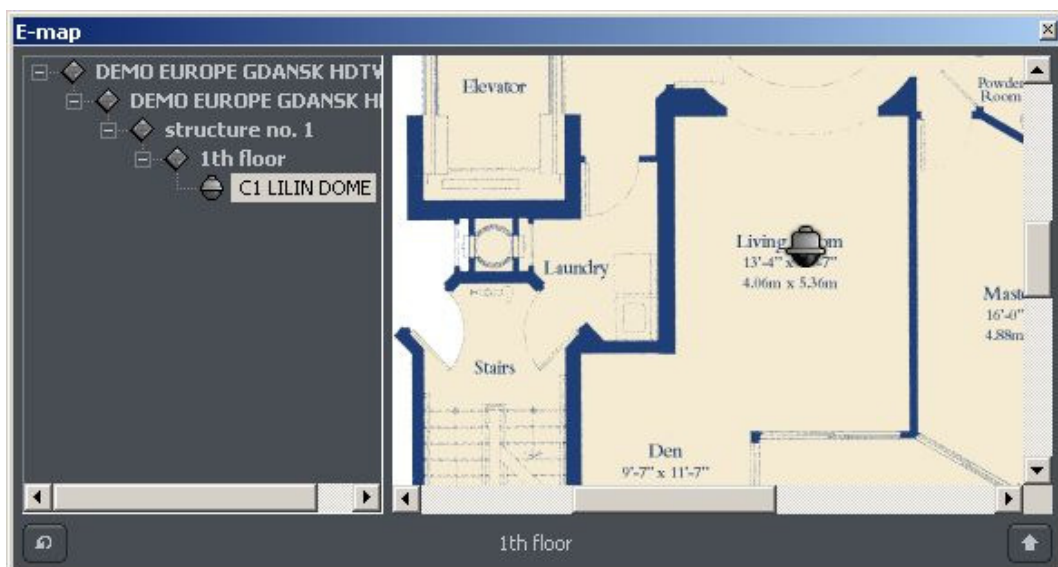 E-map
DEMO EUROPE GDANSK HDTV
DEMO EUROPE GDANSK
structure no. 1
1th floor
C1 LILIN DOME
Elevator
Powder
Room
Living
13'-4" x
4.06m x 5.36m
Laundry
16'-0"
4.88m
Stairs
Den
9'-7" x 11'-7"
1th floor